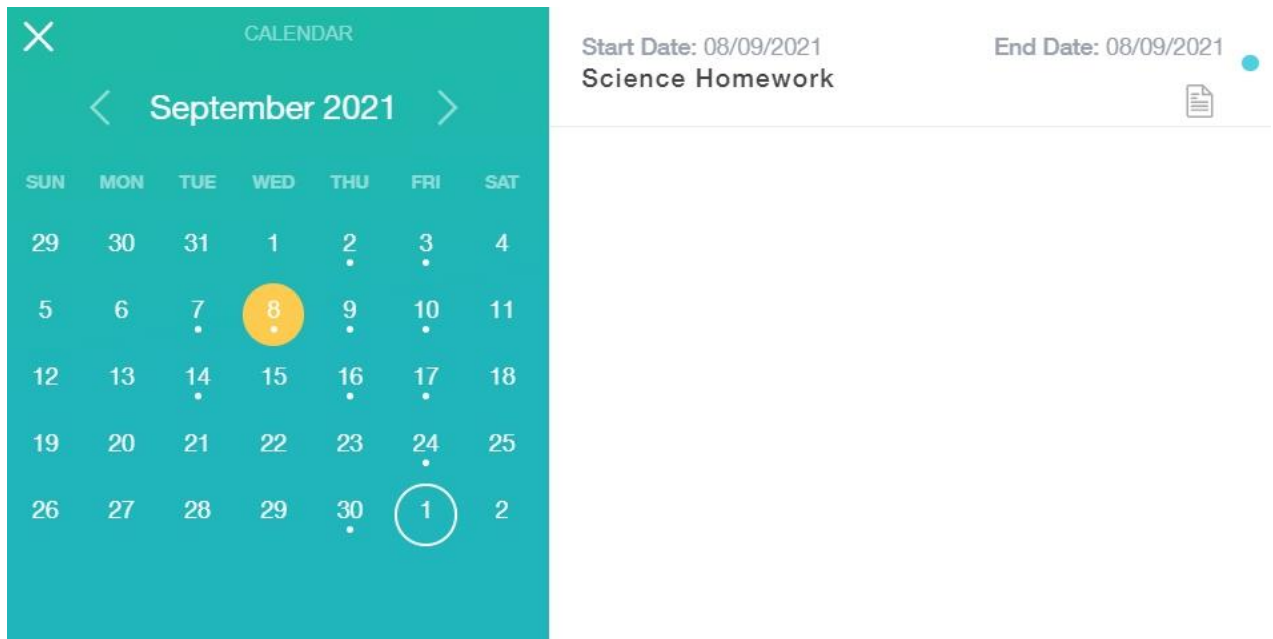 CALENDAR
September 2021
SUN MON TUE WED THU FRI SAT
29 30 31 1 2 3 4
5 6 7 8 9 10 11
12 13 14 15 16 17 18
19 20 21 22 23 24 25
26 27 28 29 30 1 2
Start Date: 08/09/2021 End Date: 08/09/2021
Science Homework